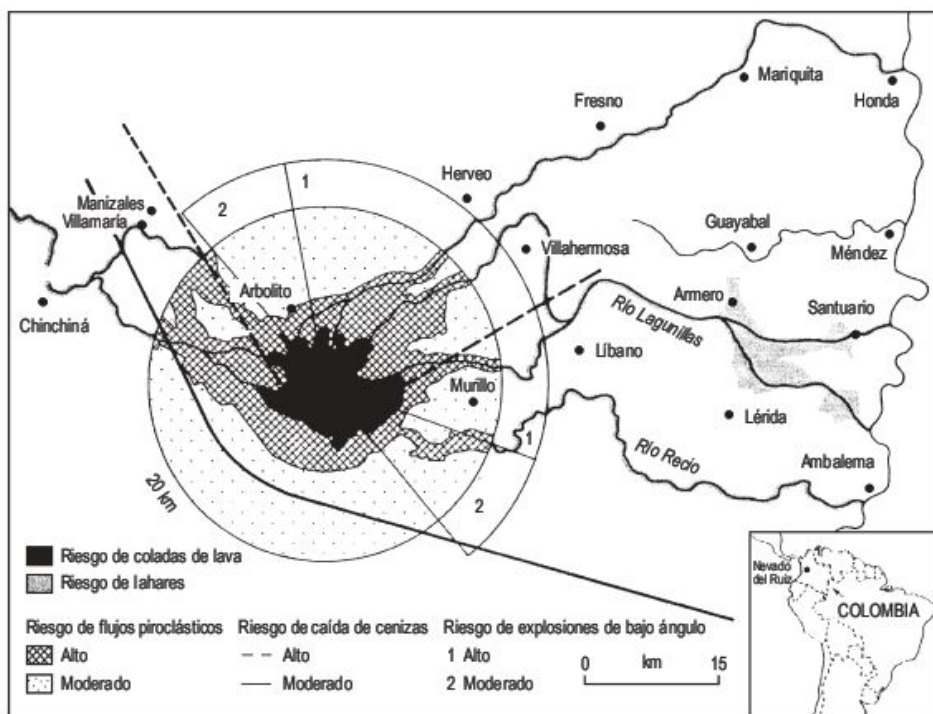 Mariquita
Honda
Fresno
Herveo
1
2
Manizales
Villamaría
Guayabal
Méndez
Villahermosa
Arbolito
Armero
Santuario
Chinchiná
Río Lagunillas
Líbano
Murillo
Lérida
1
Río Recio
Ambalema
2
20 km
Riesgo de coladas de lava
Riesgo de lahares
Nevado
del Ruiz
COLOMBIA
Riesgo de flujos piroclásticos
Alto
Moderado
Riesgo de caída de cenizas
Alto
Moderado
Riesgo de explosiones de bajo ángulo
1 Alto
2 Moderado
0 km 15